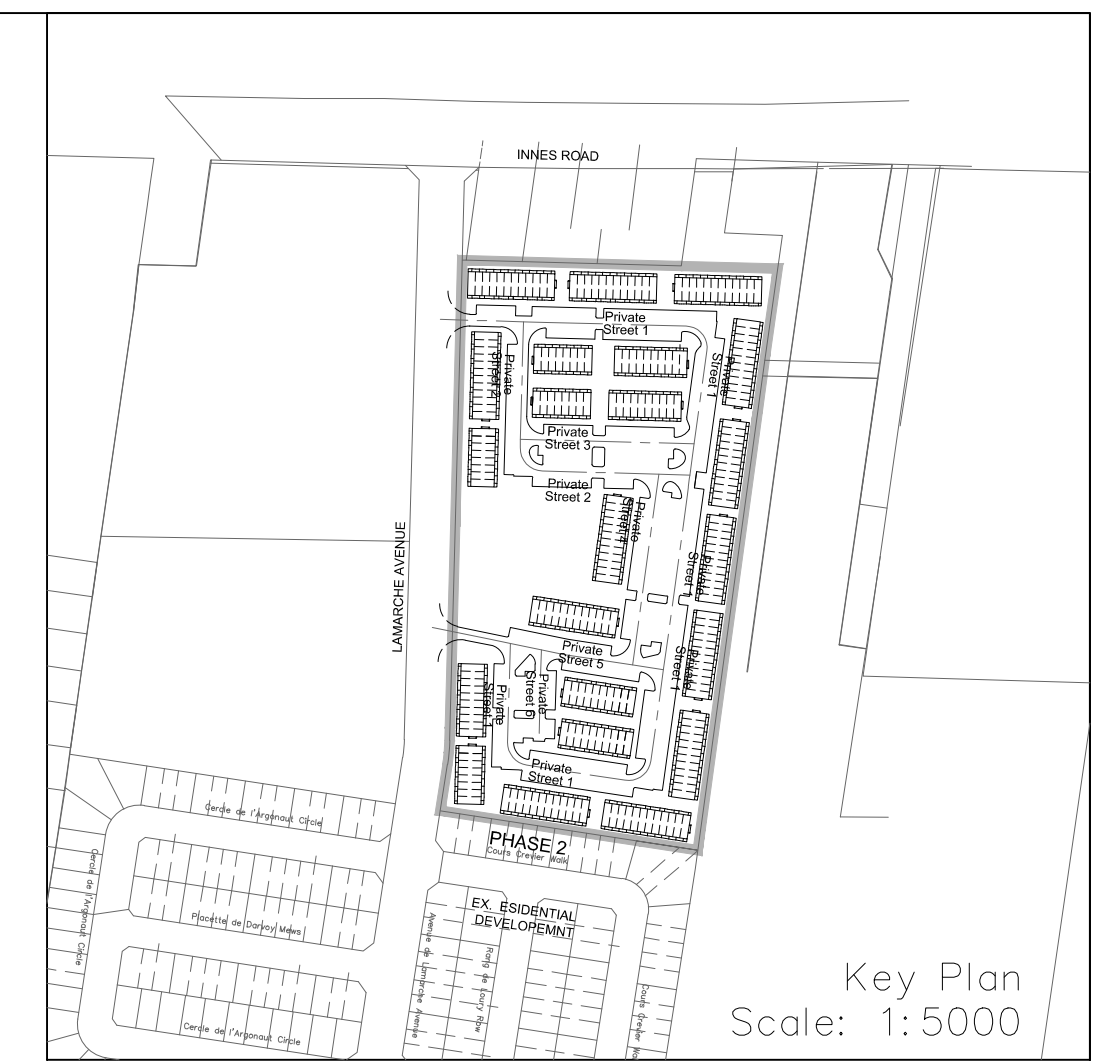 INNES ROAD
Private
Street 1
Private
Street 2
Private
Street 1
Private
Street 3
Private
Street 2
Private
Street 4
LAMARCHE AVENUE
Private
Street 1
Private
Street 5
Private
Street 1
Private
Street 1
Private
Street 6
Private
Street 1
PHASE 2
Cours Crevier Walk
Cercle de l'Argonaut Circle
Cercle de l'Argonaut Circle
Placette de Darvoy Mews
Cercle de l'Argonaut Circle
EX. ESIDENTIAL
DEVELOPEMNT
Avenue de Lamarche Avenue
Rang de Loury Row
Cours Crevier Wa
Key Plan
Scale: 1:5000